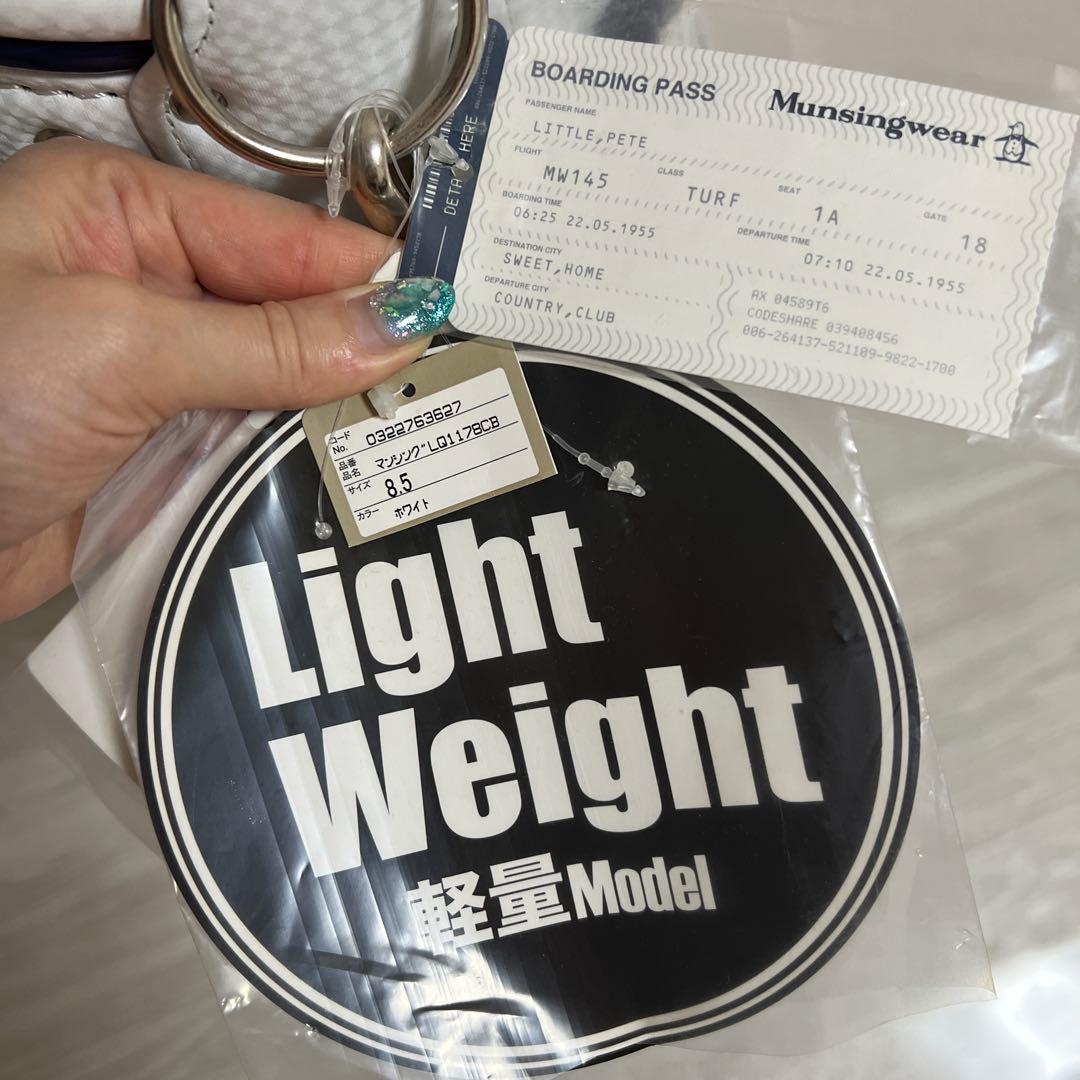 BOARDING PASS
Munsingwear
PASSENGER NAME
LITTLE,PETE
FLIGHT
CLASS
SEAT
GATE
MW145
TURF
1A
18
BOARDING TIME
DEPARTURE TIME
06:25 22.05.1955
07:10 22.05.1955
DESTINATION CITY
SWEET,HOME
DEPARTURE CITY
COUNTRY,CLUB
AX 04589T6
CODESHARE 039408456
006-264137-521109-9822-1700
HERE
コード
No. 0322763627
品番
品名 マンシング゛LQ1178CB
サイズ 8.5
カラー ホワイト
Light
Weight
軽量Model